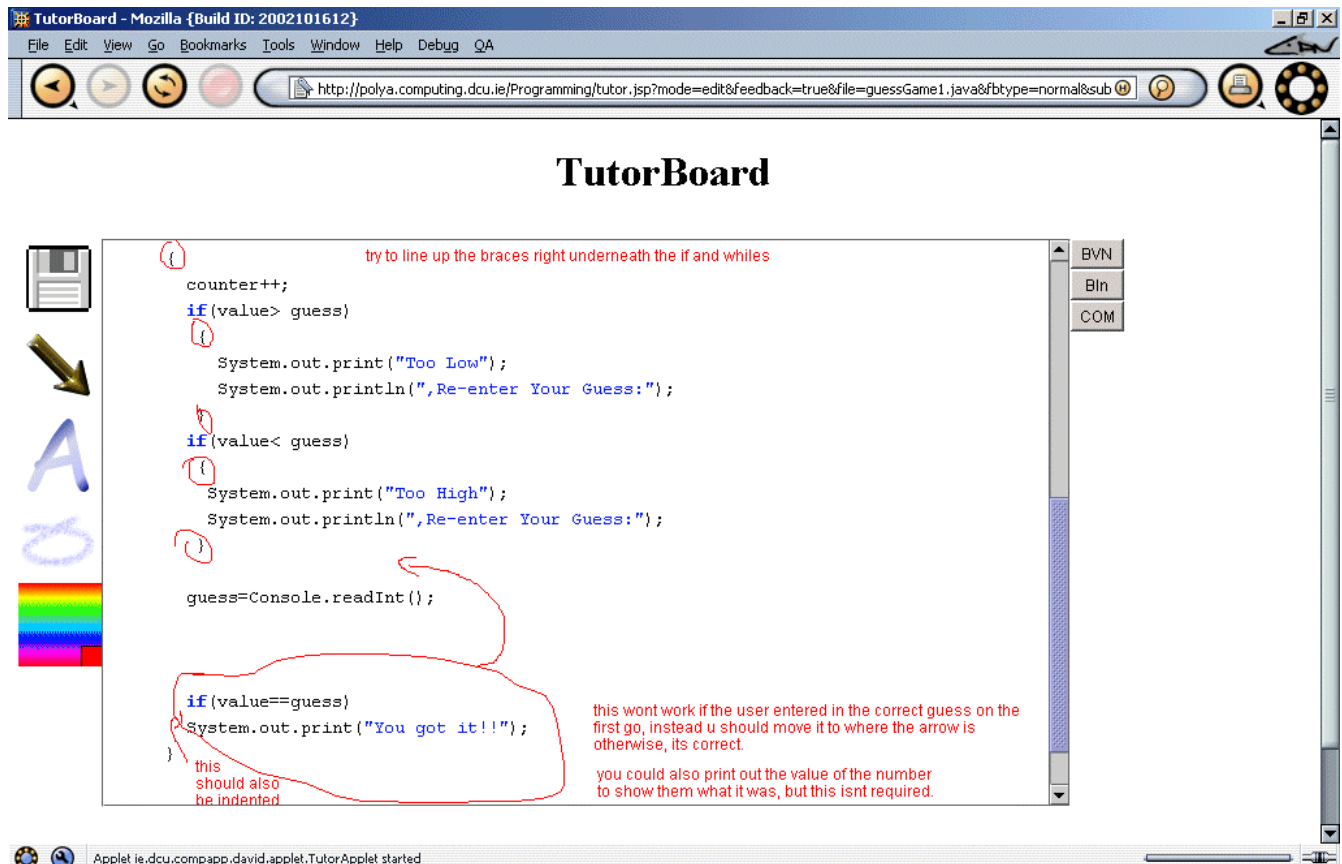 TutorBoard - Mozilla {Build ID: 2002101612}
File Edit View Go Bookmarks Tools Window Help Debug QA
http://polya.computing.dcu.ie/Programming/tutor.jsp?mode=edit&feedback=true&file=guessGame1.java&fbtype=normal&sub
TutorBoard
{ try to line up the braces right underneath the if and whiles
BVN
counter++;
BIn
if(value> guess)
COM
{
System.out.print("Too Low");
System.out.println(",Re-enter Your Guess:");
}
if(value< guess)
{
System.out.print("Too High");
System.out.println(",Re-enter Your Guess:");
}
guess=Console.readInt();
if(value==guess)
System.out.print("You got it!!");
}
this wont work if the user entered in the correct guess on the
first go, instead u should move it to where the arrow is
otherwise, its correct.
you could also print out the value of the number
to show them what it was, but this isnt required.
this
should also
be indented
Applet ie.dcu.compapp.david.applet.TutorApplet started